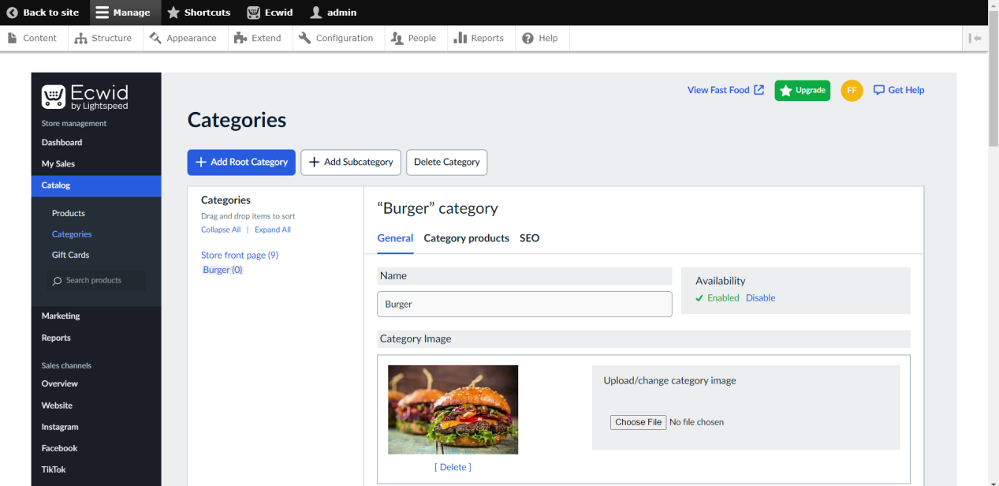 Back to site Manage Shortcuts Ecwid admin
Content Structure Appearance Extend Configuration People Reports Help
Ecwid
by Lightspeed
Store management
Dashboard
My Sales
Catalog
Products
Categories
Gift Cards
Search products
Marketing
Reports
Sales channels
Overview
Website
Instagram
Facebook
TikTok
View Fast Food Upgrade FF Get Help
Categories
+ Add Root Category + Add Subcategory Delete Category
Categories
Drag and drop items to sort
Collapse All | Expand All
Store front page (9)
Burger (0)
“Burger” category
General Category products SEO
Name
Burger
Availability
Enabled Disable
Category Image
[ Delete ]
Upload/change category image
Choose File No file chosen